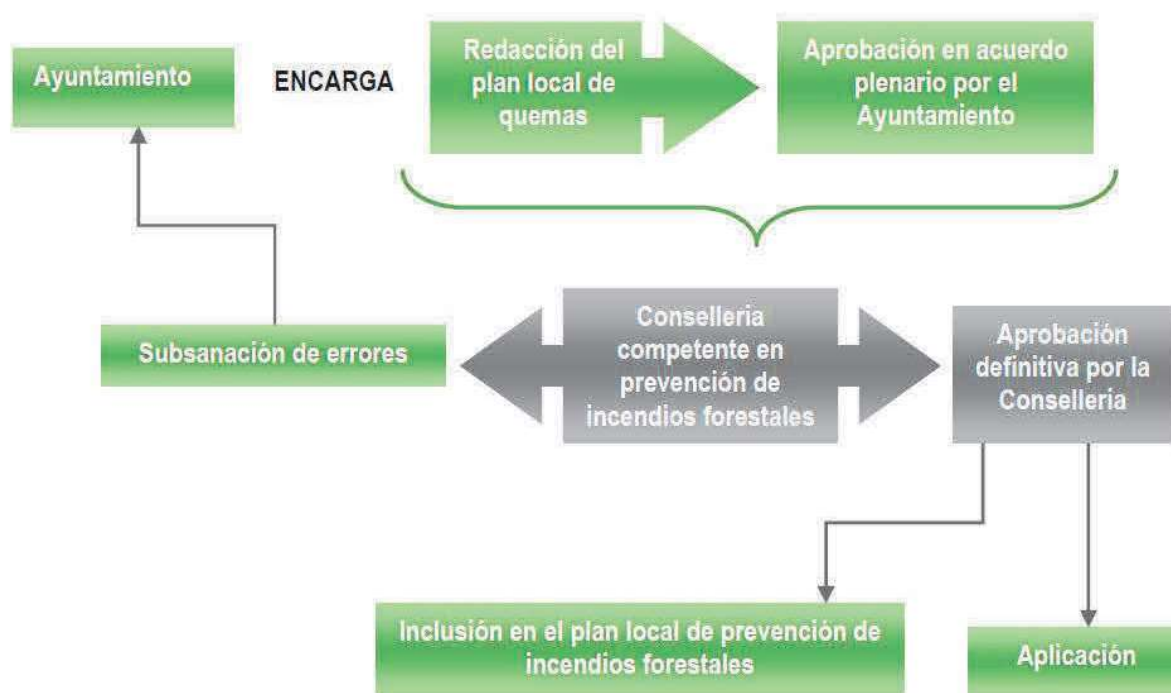 Ayuntamiento
ENCARGA
Redacción del
plan local de
quemas
Aprobación en acuerdo
plenario por el
Ayuntamiento
Subsanación de errores
Conselleria
competente en
prevención de
incendios forestales
Aprobación
definitiva por la
Conselleria
Inclusión en el plan local de prevención de
incendios forestales
Aplicación